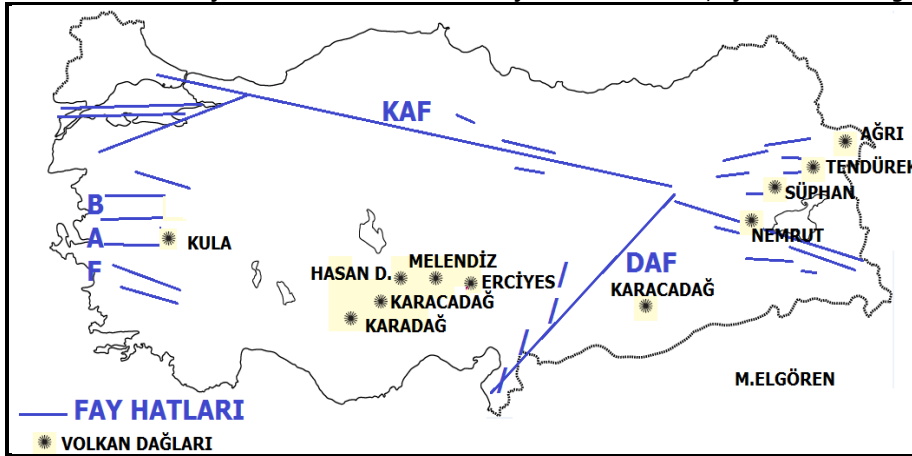 KAF
AĞRI
TENDÜREK
SÜPHAN
B
A
F
KULA
NEMRUT
MELENDİZ
HASAN D.
ERCİYES
DAF
KARACADAĞ
KARACADAĞ
KARADAĞ
M.ELGÖREN
FAY HATLARI
VOLKAN DAĞLARI